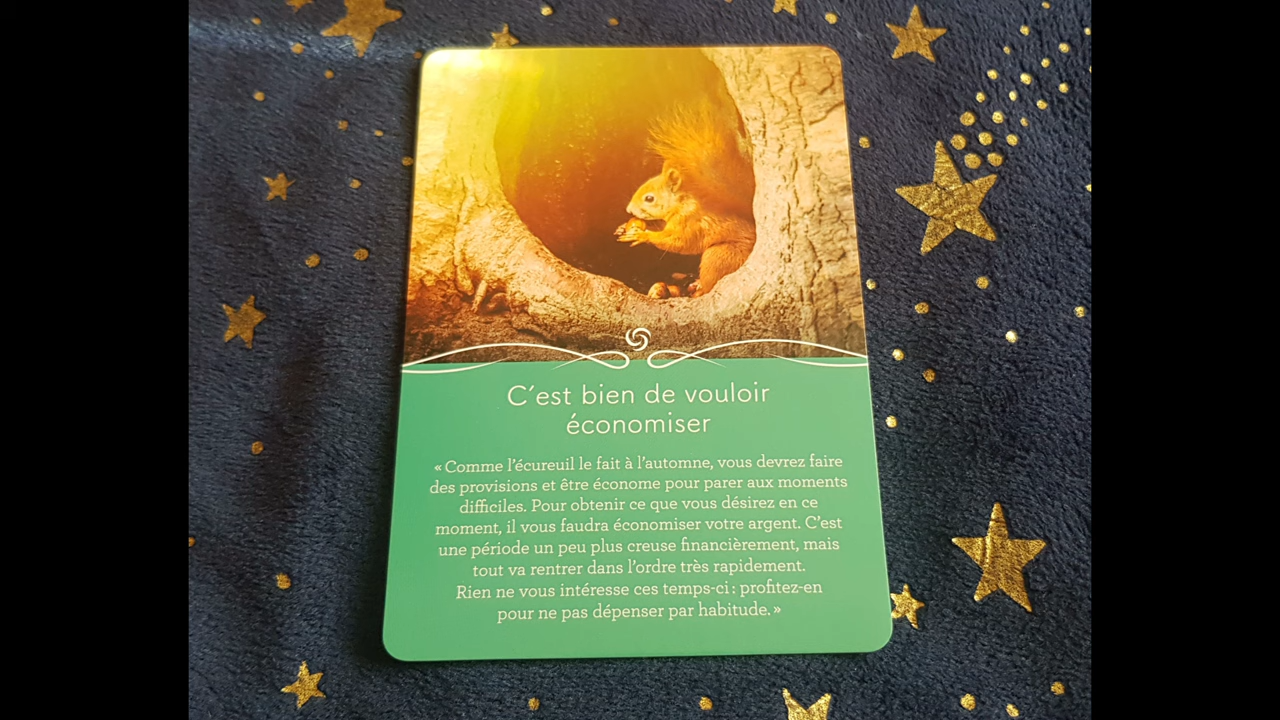 C´est bien de vouloir
économiser
« Comme l’écureuil le fait à l’automne, vous devrez faire
des provisions et être économe pour parer aux moments
difficiles. Pour obtenir ce que vous désirez en ce
moment, il vous faudra économiser votre argent. C’est
une période un peu plus creuse financièrement, mais
tout va rentrer dans l’ordre très rapidement.
Rien ne vous intéresse ces temps-ci : profitez-en
pour ne pas dépenser par habitude. »